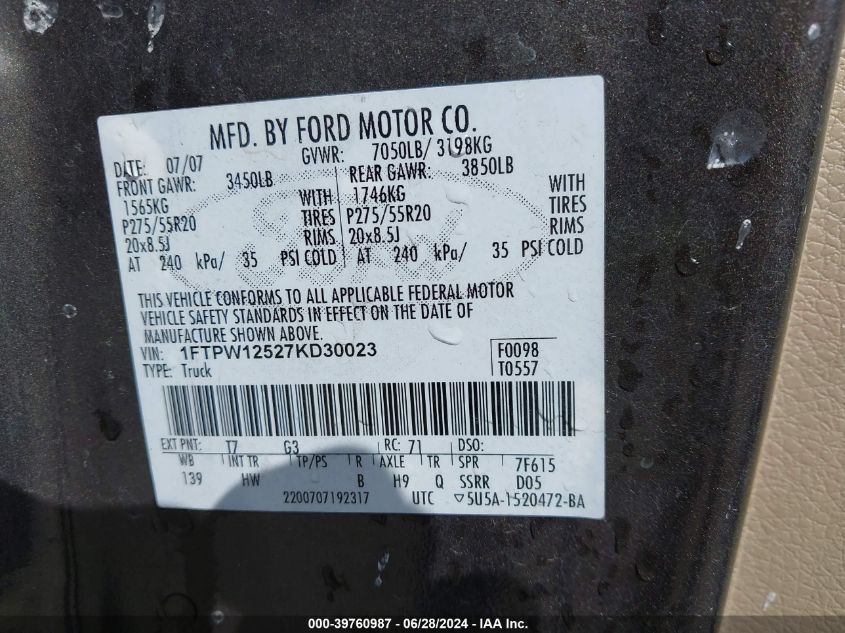 MFD. BY FORD MOTOR CO.
DATE: 07/07 GVWR: 7050LB/ 3198KG
FRONT GAWR: 3450LB REAR GAWR: 3850LB
1565KG WITH 1746KG WITH
P275/55R20 TIRES P275/55R20 TIRES
20x8.5J RIMS 20x8.5J RIMS
AT 240 kPa/ 35 PSI COLD AT 240 kPa/ 35 PSI COLD
THIS VEHICLE CONFORMS TO ALL APPLICABLE FEDERAL MOTOR
VEHICLE SAFETY STANDARDS IN EFFECT ON THE DATE OF
MANUFACTURE SHOWN ABOVE.
VIN: 1FTPW12527KD30023 F0098
TYPE: Truck T0557
EXT PNT: T7 G3 RC: 71 DSO:
WB INT TR TP/PS R AXLE TR SPR 7F615
139 HW B H9 Q SSRR D05
2200707192317 UTC ▽5U5A-1520472-BA
000-39760987 - 06/28/2024 - IAA Inc.